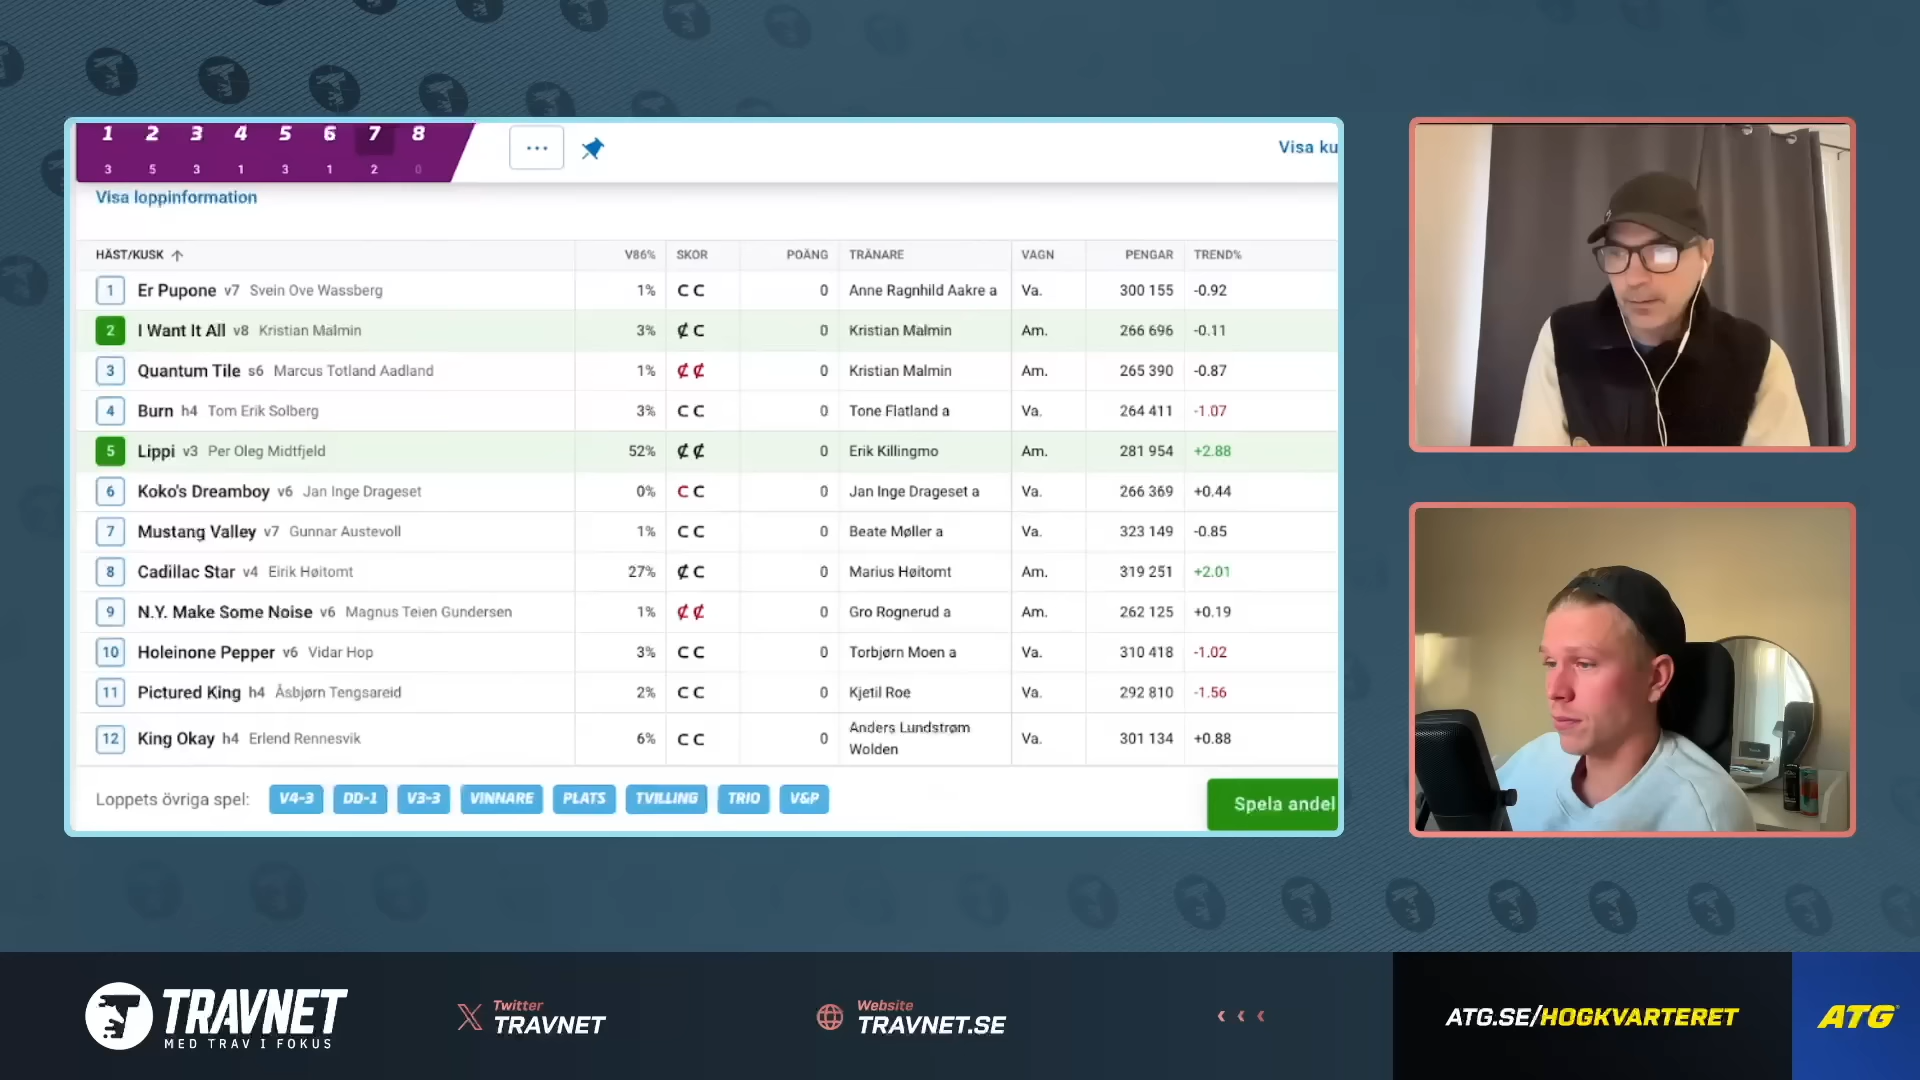 1 2 3 4 5 6 7 8
3 5 3 1 3 1 2 0
Visa ku
Visa loppinformation
HÄST/KUSK V86% SKOR POÄNG TRÄNARE VAGN PENGAR TREND%
1 Er Pupone v7 Svein Ove Wassberg 1% C C 0 Anne Ragnhild Aakre a Va. 300 155 -0.92
2 I Want It All v8 Kristian Malmin 3% ₵ C 0 Kristian Malmin Am. 266 696 -0.11
3 Quantum Tile s6 Marcus Totland Aadland 1% ₵ ₵ 0 Kristian Malmin Am. 265 390 -0.87
4 Burn h4 Tom Erik Solberg 3% C C 0 Tone Flatland a Va. 264 411 -1.07
5 Lippi v3 Per Oleg Midtfjeld 52% ₵ ₵ 0 Erik Killingmo Am. 281 954 +2.88
6 Koko's Dreamboy v6 Jan Inge Drageset 0% C C 0 Jan Inge Drageset a Va. 266 369 +0.44
7 Mustang Valley v7 Gunnar Austevoll 1% C C 0 Beate Møller a Va. 323 149 -0.85
8 Cadillac Star v4 Eirik Høitomt 27% ₵ C 0 Marius Høitomt Am. 319 251 +2.01
9 N.Y. Make Some Noise v6 Magnus Teien Gundersen 1% ₵ ₵ 0 Gro Rognerud a Am. 262 125 +0.19
10 Holeinone Pepper v6 Vidar Hop 3% C C 0 Torbjørn Moen a Va. 310 418 -1.02
11 Pictured King h4 Åsbjørn Tengsareid 2% C C 0 Kjetil Roe Va. 292 810 -1.56
12 King Okay h4 Erlend Rennesvik 6% C C 0 Anders Lundstrøm Wolden Va. 301 134 +0.88
Loppets övriga spel: V4-3 DD-1 V3-3 VINNARE PLATS TVILLING TRIO V&P
Spela andel
TRAVNET
MED TRAV I FOKUS
Twitter
TRAVNET
Website
TRAVNET.SE
ATG.SE/HOGKVARTERET
ATG